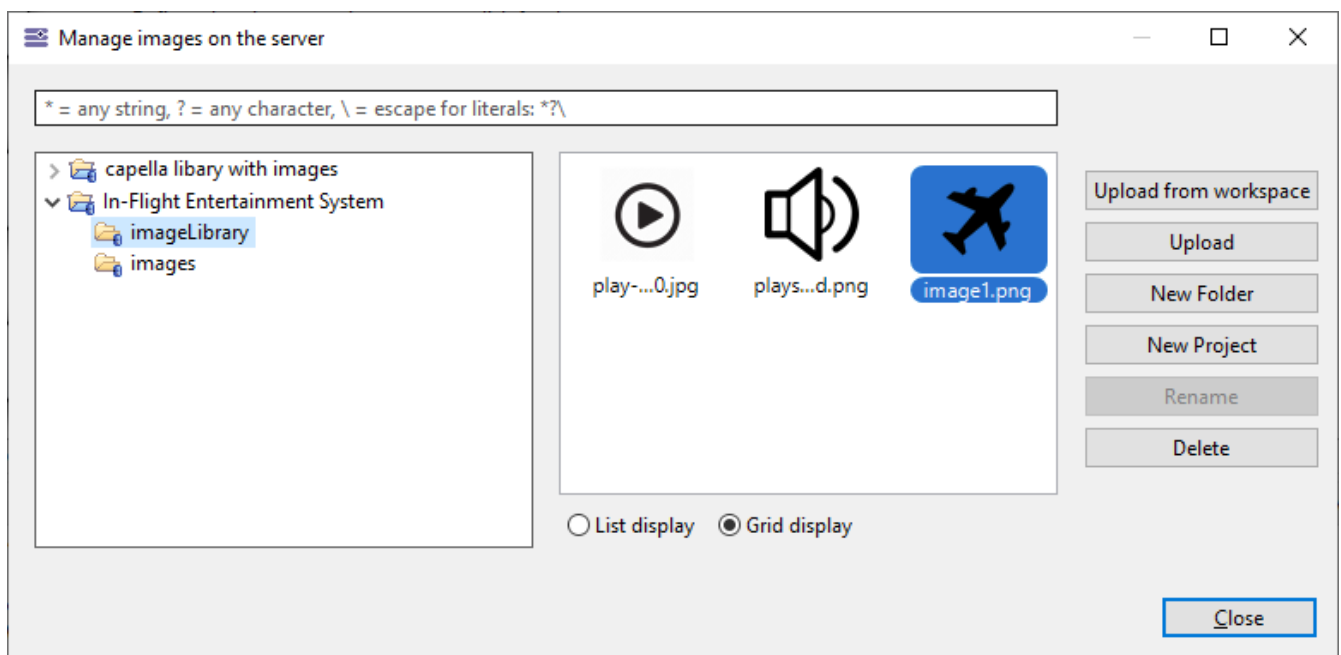 Manage images on the server
* = any string, ? = any character, \ = escape for literals: *?\
capella libary with images
In-Flight Entertainment System
imageLibrary
images
play-...0.jpg
plays...d.png
image1.png
List display
Grid display
Upload from workspace
Upload
New Folder
New Project
Rename
Delete
Close